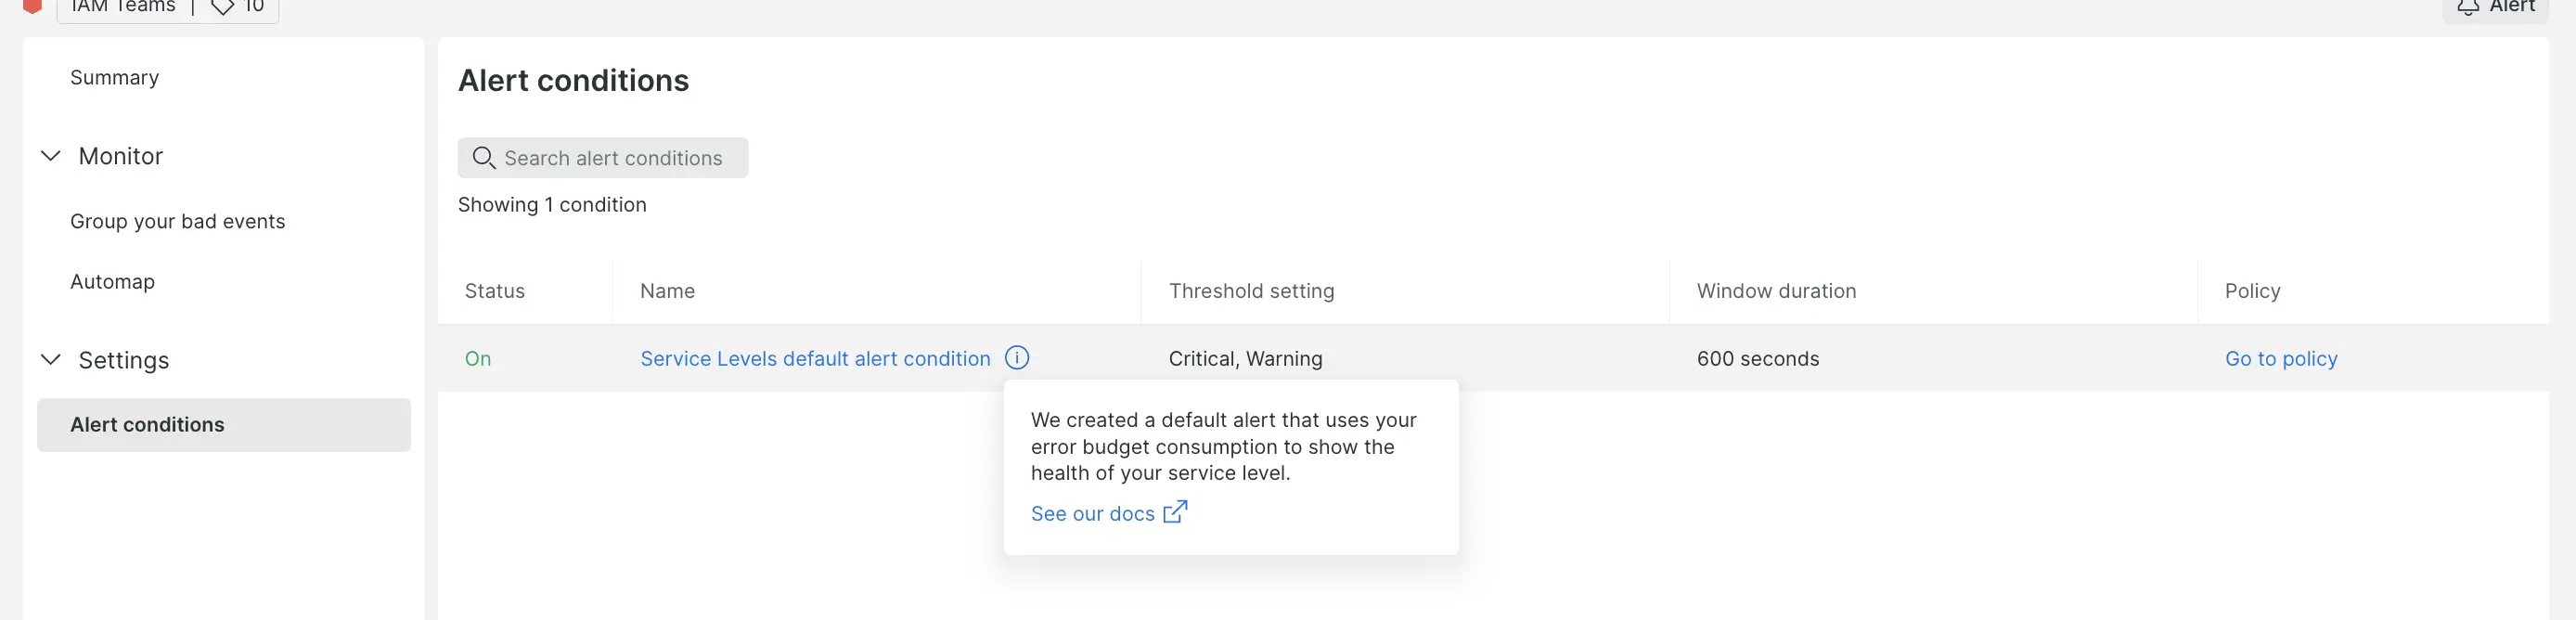 IAM Teams | 10
Alert
Summary
Monitor
Group your bad events
Automap
Settings
Alert conditions
Alert conditions
Search alert conditions
Showing 1 condition
Status Name Threshold setting Window duration Policy
On Service Levels default alert condition Critical, Warning 600 seconds Go to policy
We created a default alert that uses your
error budget consumption to show the
health of your service level.
See our docs